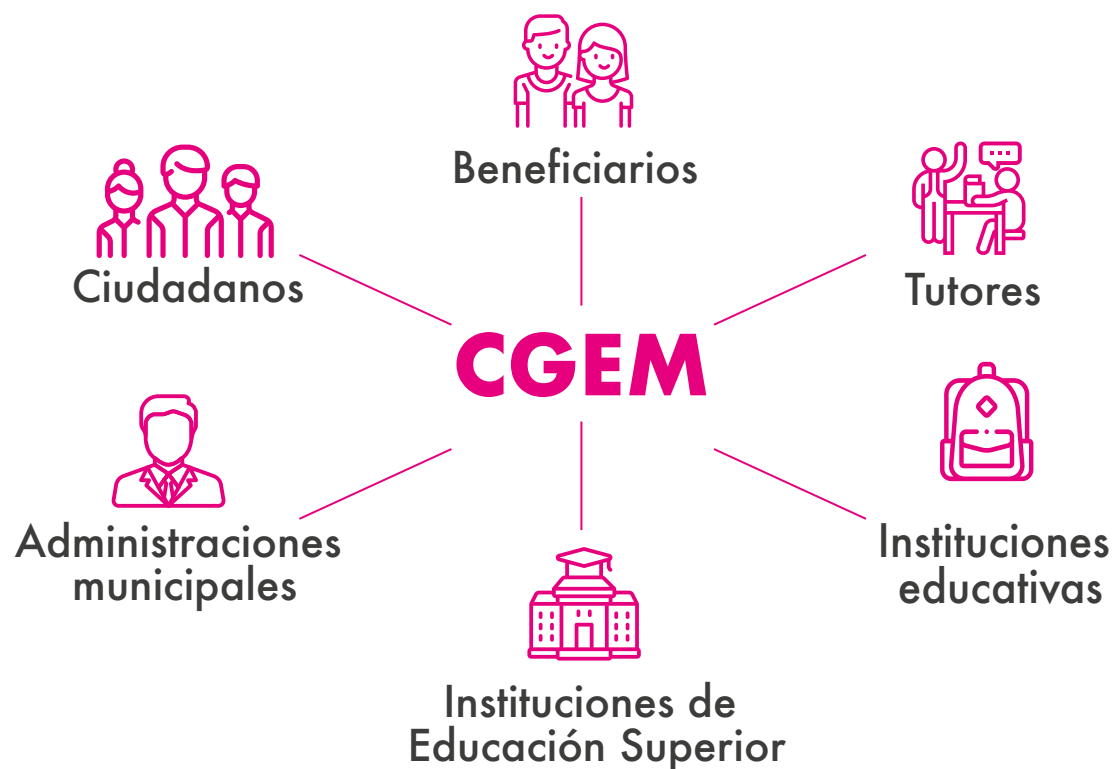 Beneficiarios
Ciudadanos
Tutores
CGEM
Administraciones
municipales
Instituciones
educativas
Instituciones de
Educación Superior